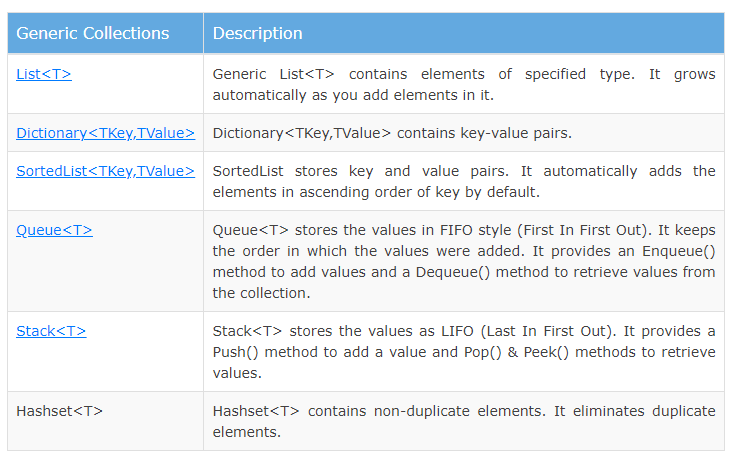 Generic Collections
Description
List<T>
Generic List<T> contains elements of specified type. It grows
automatically as you add elements in it.
Dictionary<TKey,TValue>
Dictionary<TKey,TValue> contains key-value pairs.
SortedList<TKey,TValue>
SortedList stores key and value pairs. It automatically adds the
elements in ascending order of key by default.
Queue<T>
Queue<T> stores the values in FIFO style (First In First Out). It keeps
the order in which the values were added. It provides an Enqueue()
method to add values and a Dequeue() method to retrieve values from
the collection.
Stack<T>
Stack<T> stores the values as LIFO (Last In First Out). It provides a
Push() method to add a value and Pop() & Peek() methods to retrieve
values.
Hashset<T>
Hashset<T> contains non-duplicate elements. It eliminates duplicate
elements.